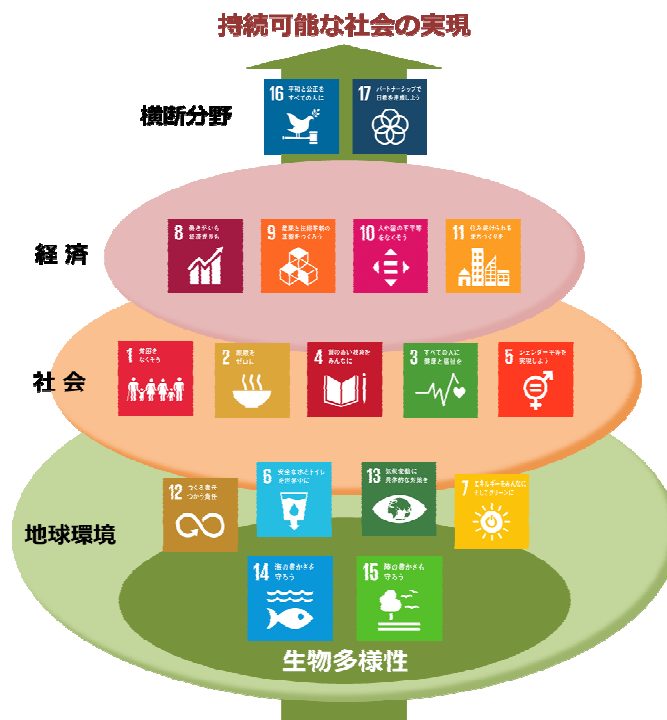 持続可能な社会の実現
横断分野
16 平和と公正を
すべての人に
17 パートナーシップで
目標を達成しよう
経済
8 働きがいも
経済成長も
9 産業と技術革新の
基盤をつくろう
10 人や国の不平等
をなくそう
11 住み続けられる
まちづくりを
社会
1 貧困を
なくそう
2 飢餓を
ゼロに
4 質の高い教育を
みんなに
3 すべての人に
健康と福祉を
5 ジェンダー平等を
実現しよう
地球環境
12 つくる責任
つかう責任
6 安全な水とトイレ
を世界中に
13 気候変動に
具体的な対策を
7 エネルギーをみんなに
そしてクリーンに
14 海の豊かさを
守ろう
15 陸の豊かさも
守ろう
生物多様性